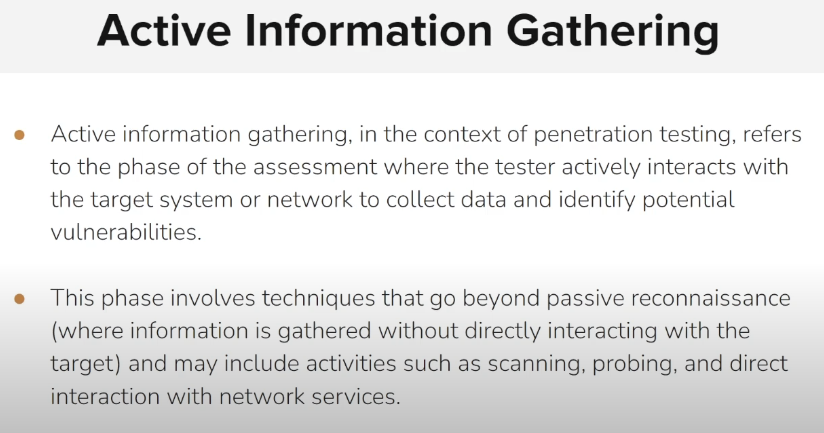 Active Information Gathering
Active information gathering, in the context of penetration testing, refers
to the phase of the assessment where the tester actively interacts with
the target system or network to collect data and identify potential
vulnerabilities.
This phase involves techniques that go beyond passive reconnaissance
(where information is gathered without directly interacting with the
target) and may include activities such as scanning, probing, and direct
interaction with network services.